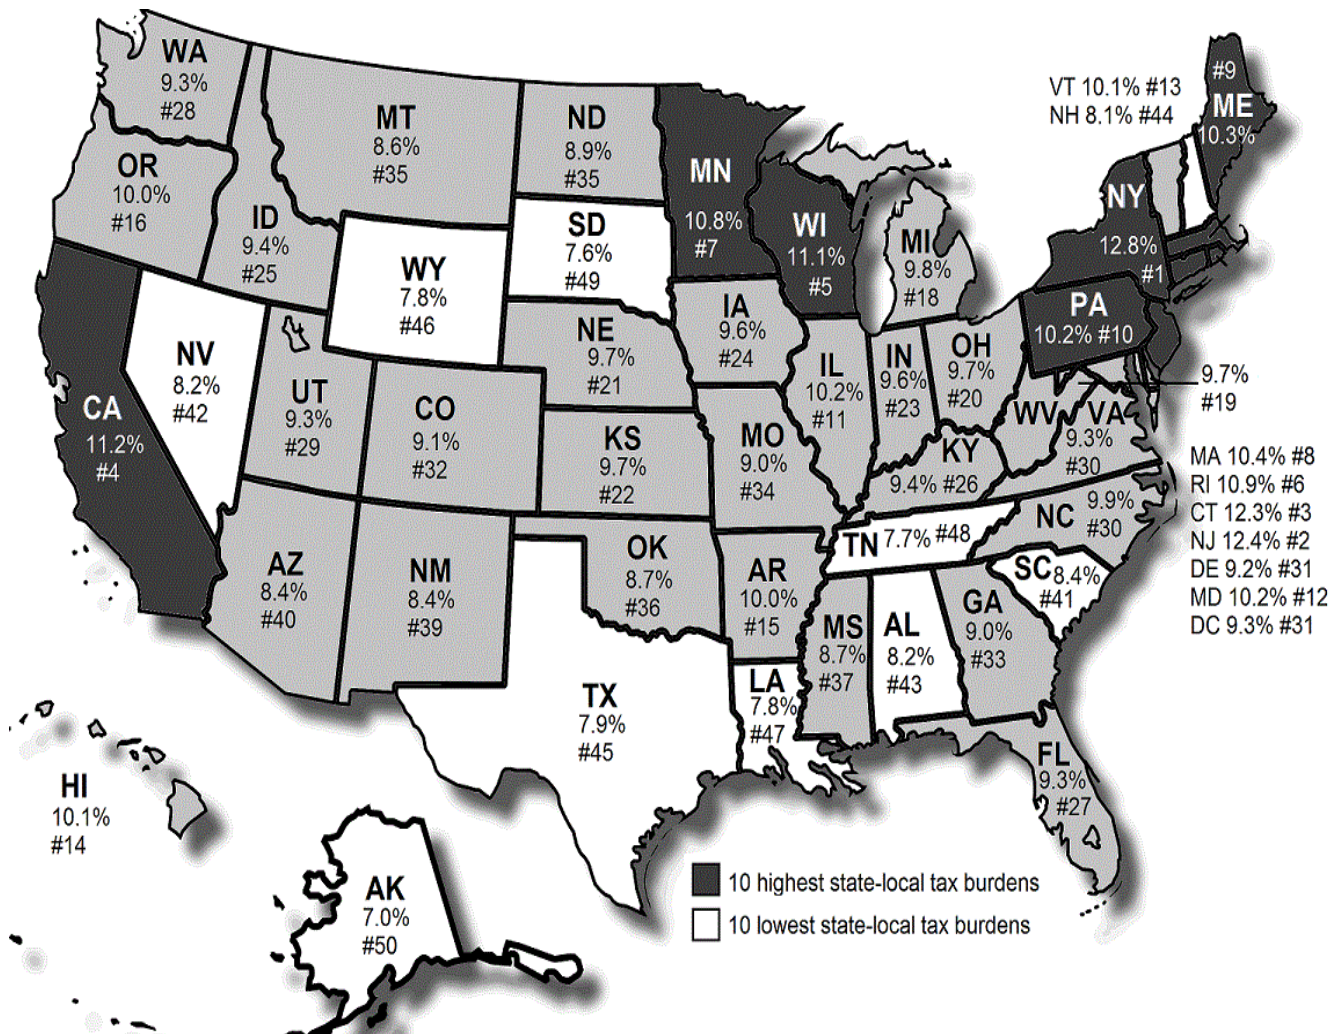 WA
9.3%
#28
MT
8.6%
#35
ND
8.9%
#35
MN
10.8%
#7
VT 10.1% #13
NH 8.1% #44
#9
ME
10.3%
OR
10.0%
#16
ID
9.4%
#25
WY
7.8%
#46
SD
7.6%
#49
WI
11.1%
#5
MI
9.8%
#18
NY
12.8%
#1
PA
10.2% #10
NV
8.2%
#42
UT
9.3%
#29
CO
9.1%
#32
NE
9.7%
#21
IA
9.6%
#24
IL
10.2%
#11
IN
9.6%
#23
OH
9.7%
#20
WV
VA
9.3%
#30
9.7%
#19
CA
11.2%
#4
KS
9.7%
#22
MO
9.0%
#34
KY
9.4% #26
MA 10.4% #8
RI 10.9% #6
CT 12.3% #3
NJ 12.4% #2
DE 9.2% #31
MD 10.2% #12
DC 9.3% #31
AZ
8.4%
#40
NM
8.4%
#39
OK
8.7%
#36
AR
10.0%
#15
TN 7.7% #48
NC 9.9%
#30
SC 8.4%
#41
MS
8.7%
#37
AL
8.2%
#43
GA
9.0%
#33
TX
7.9%
#45
LA
7.8%
#47
FL
9.3%
#27
HI
10.1%
#14
AK
7.0%
#50
10 highest state-local tax burdens
10 lowest state-local tax burdens